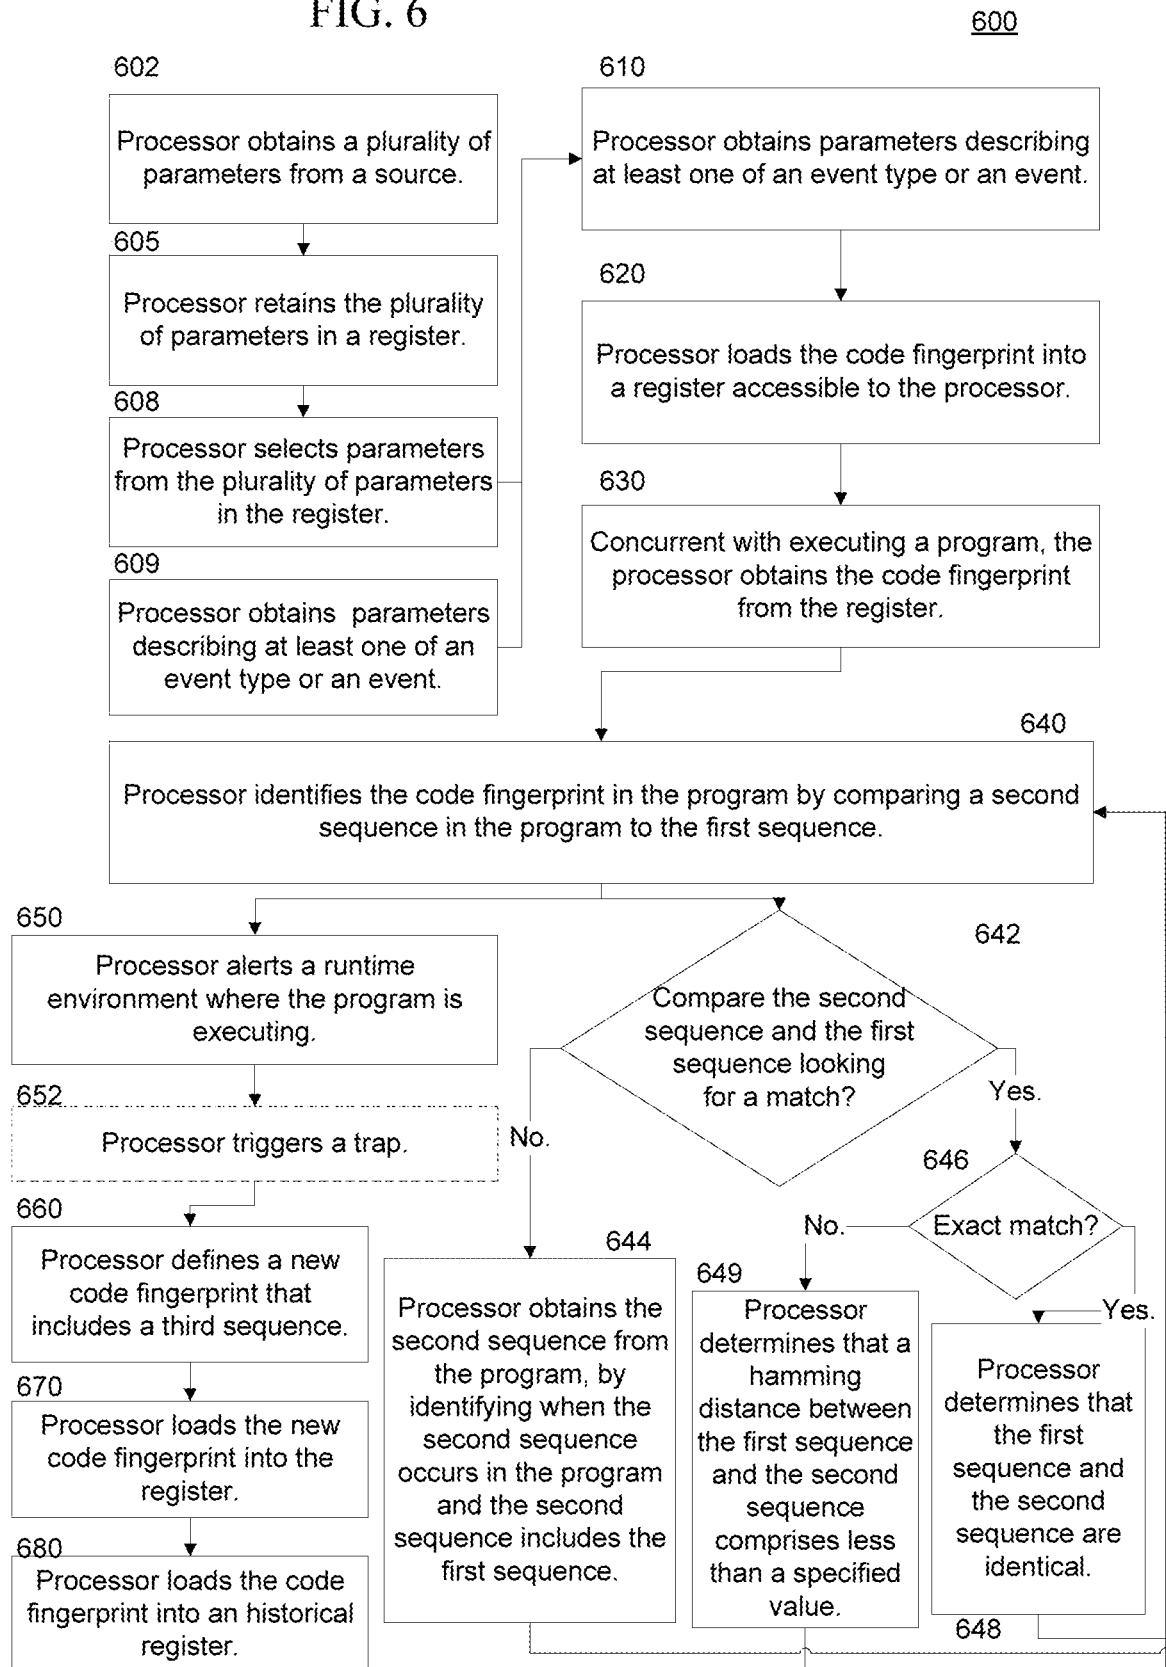 FIG. 6
600
602
Processor obtains a plurality of
parameters from a source.
605
Processor retains the plurality
of parameters in a register.
608
Processor selects parameters
from the plurality of parameters
in the register.
609
Processor obtains parameters
describing at least one of an
event type or an event.
610
Processor obtains parameters describing
at least one of an event type or an event.
620
Processor loads the code fingerprint into
a register accessible to the processor.
630
Concurrent with executing a program, the
processor obtains the code fingerprint
from the register.
640
Processor identifies the code fingerprint in the program by comparing a second
sequence in the program to the first sequence.
650
Processor alerts a runtime
environment where the program is
executing.
652
Processor triggers a trap.
660
Processor defines a new
code fingerprint that
includes a third sequence.
670
Processor loads the new
code fingerprint into the
register.
680
Processor loads the code
fingerprint into an historical
register.
642
Compare the second
sequence and the first
sequence looking
for a match?
No.
Yes.
644
Processor obtains the
second sequence from
the program, by
identifying when the
second sequence
occurs in the program
and the second
sequence includes the
first sequence.
646
Exact match?
No.
Yes.
649
Processor
determines that a
hamming
distance between
the first sequence
and the second
sequence
comprises less
than a specified
value.
Processor
determines that
the first
sequence and
the second
sequence are
identical.
648